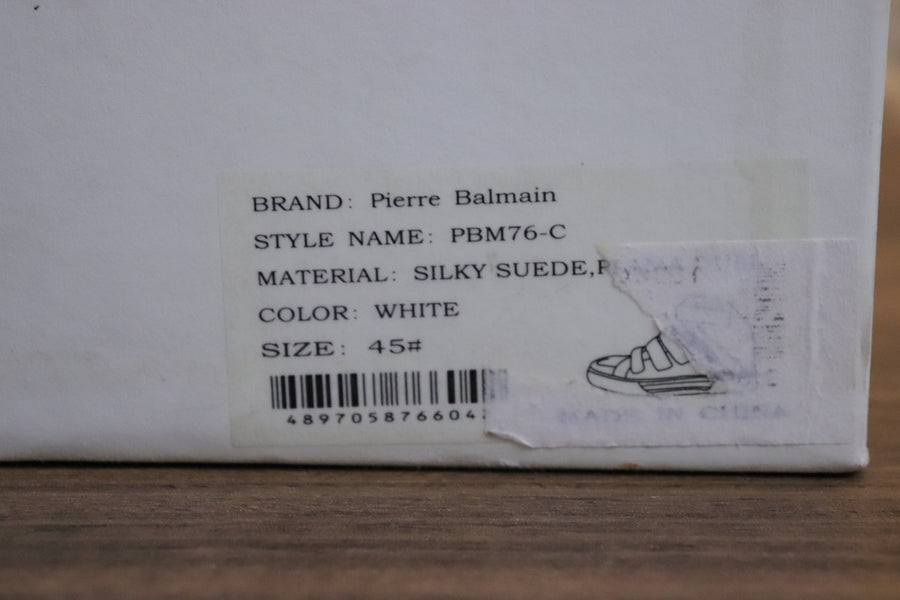 BRAND: Pierre Balmain
STYLE NAME: PBM76-C
MATERIAL: SILKY SUEDE,
COLOR: WHITE
SIZE: 45#
489705876604
MADE IN CHINA